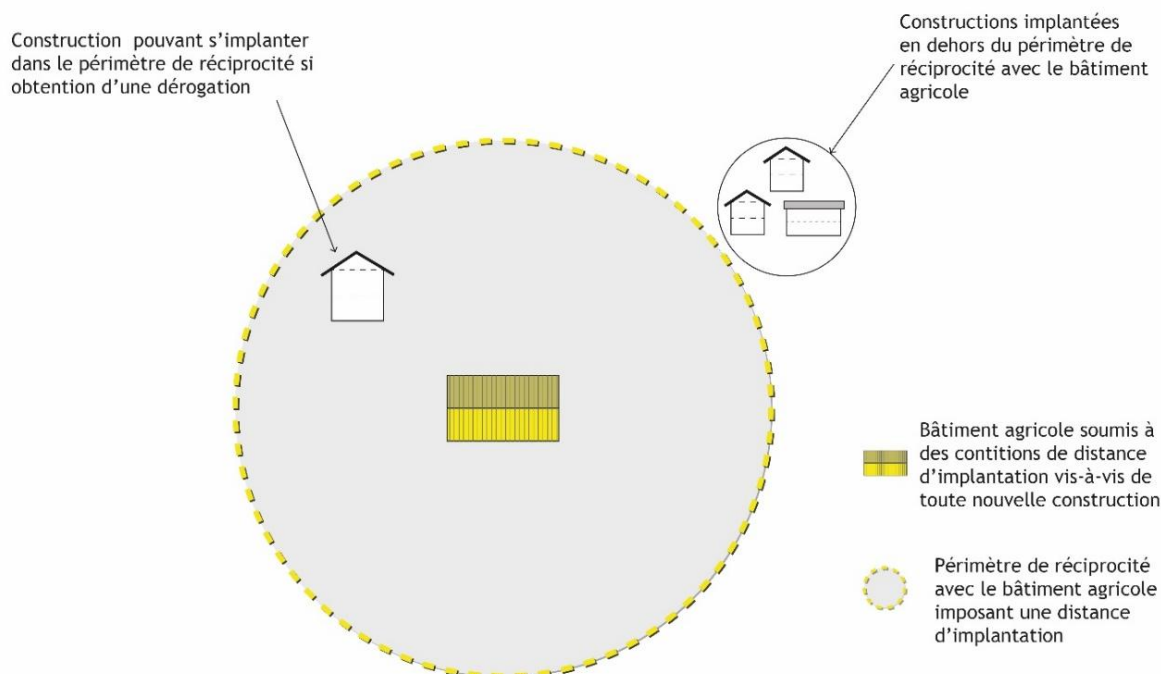 Construction pouvant s’implanter
dans le périmètre de réciprocité si
obtention d’une dérogation
Constructions implantées
en dehors du périmètre de
réciprocité avec le bâtiment
agricole
Bâtiment agricole soumis à
des contitions de distance
d’implantation vis-à-vis de
toute nouvelle construction
Périmètre de réciprocité
avec le bâtiment agricole
imposant une distance
d’implantation